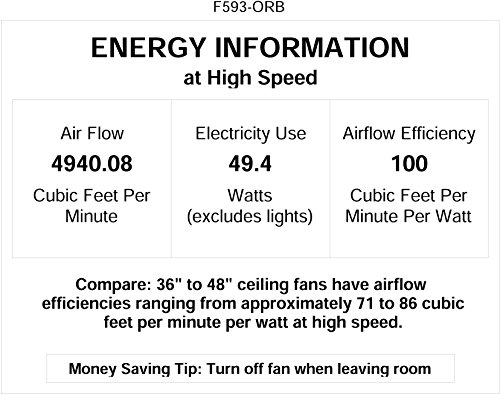 F593-ORB
ENERGY INFORMATION
at High Speed
Air Flow
4940.08
Cubic Feet Per
Minute
Electricity Use
49.4
Watts
(excludes lights)
Airflow Efficiency
100
Cubic Feet Per
Minute Per Watt
Compare: 36" to 48" ceiling fans have airflow
efficiencies ranging from approximately 71 to 86 cubic
feet per minute per watt at high speed.
Money Saving Tip: Turn off fan when leaving room